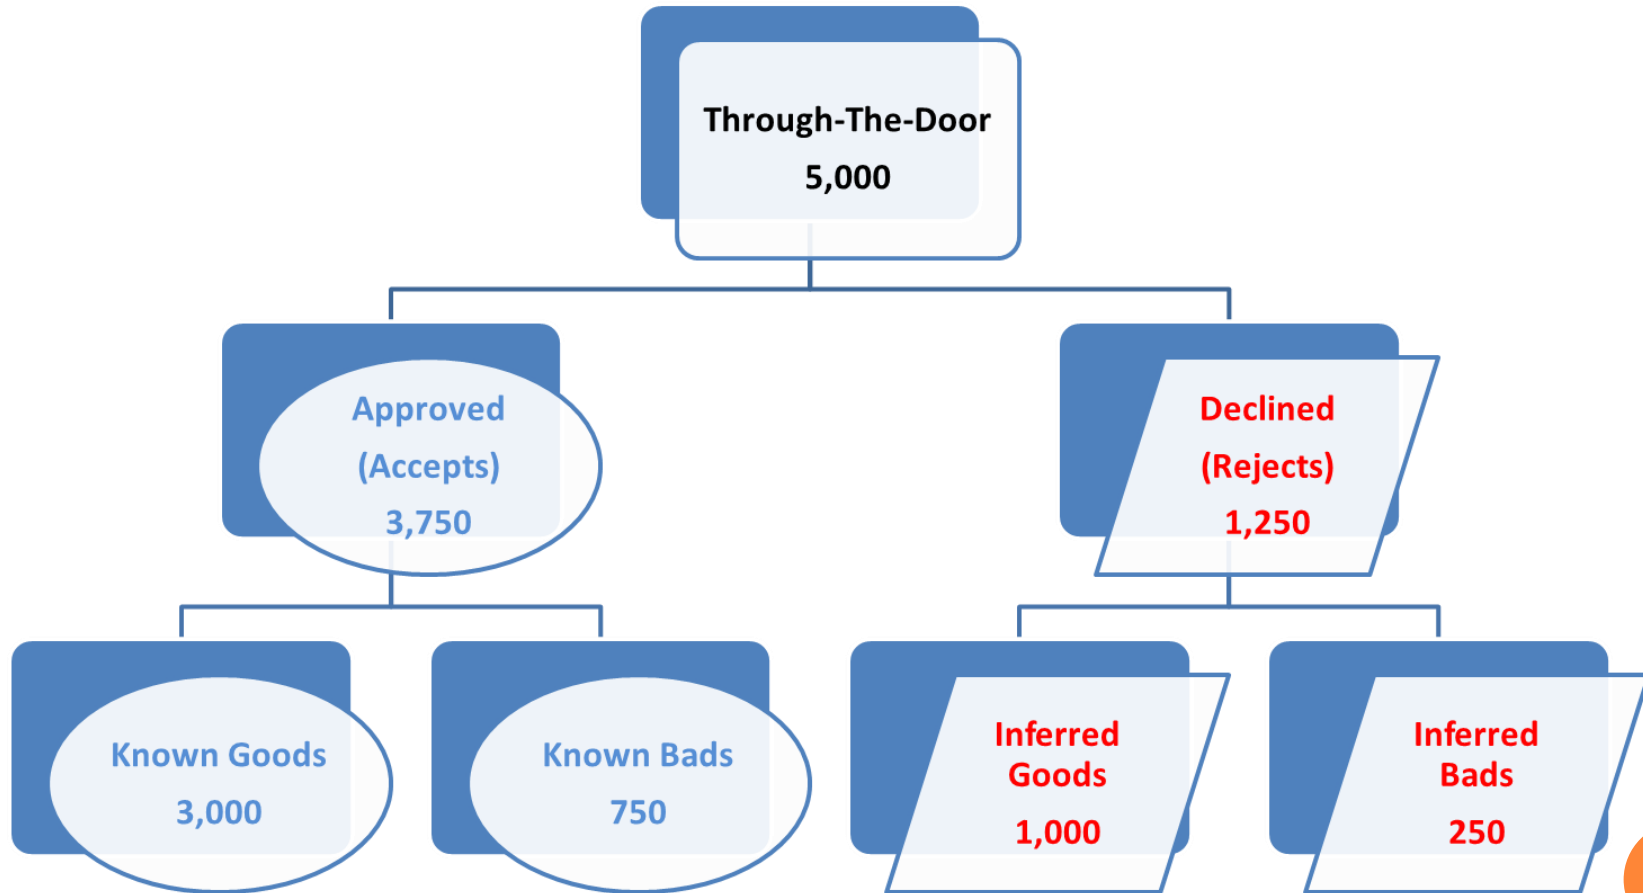 Through-The-Door
5,000
Approved
(Accepts)
3,750
Declined
(Rejects)
1,250
Known Goods
3,000
Known Bads
750
Inferred
Goods
1,000
Inferred
Bads
250